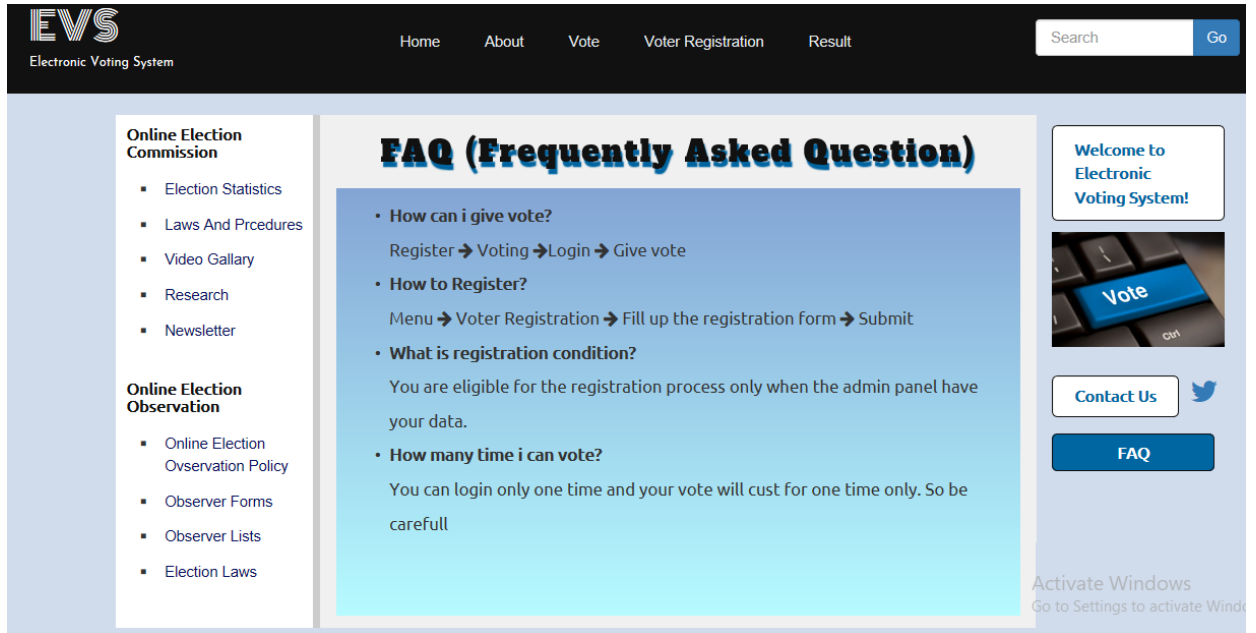 EVS
Electronic Voting System
Home About Vote Voter Registration Result
Search Go
Online Election
Commission
Election Statistics
Laws And Prcedures
Video Gallary
Research
Newsletter
Online Election
Observation
Online Election
Ovservation Policy
Observer Forms
Observer Lists
Election Laws
FAQ (Frequently Asked Question)
• How can i give vote?
Register → Voting →Login → Give vote
• How to Register?
Menu → Voter Registration → Fill up the registration form → Submit
• What is registration condition?
You are eligible for the registration process only when the admin panel have
your data.
• How many time i can vote?
You can login only one time and your vote will cust for one time only. So be
carefull
Welcome to
Electronic
Voting System!
Vote
Ctrl
Contact Us
FAQ
Activate Windows
Go to Settings to activate Windo